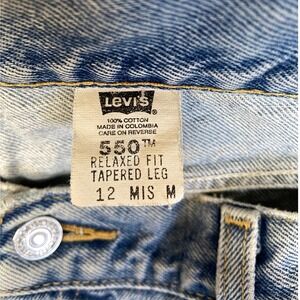 LEVI'S
100% COTTON
MADE IN COLOMBIA
CARE ON REVERSE
550™
RELAXED FIT
TAPERED LEG
12 MIS M